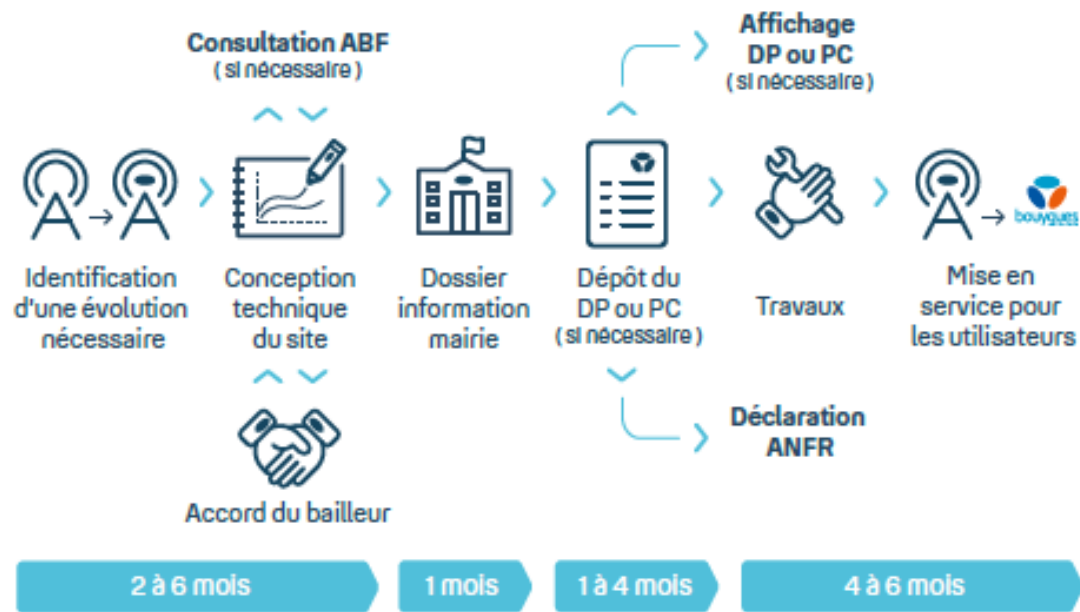 Consultation ABF
( si nécessaire )
Affichage
DP ou PC
( si nécessaire )
bouygues
Identification
d'une évolution
nécessaire
Conception
technique
du site
Dossier
information
mairie
Dépôt du
DP ou PC
( si nécessaire )
Travaux
Mise en
service pour
les utilisateurs
Déclaration
ANFR
Accord du bailleur
2 à 6 mois
1 mois
1 à 4 mois
4 à 6 mois